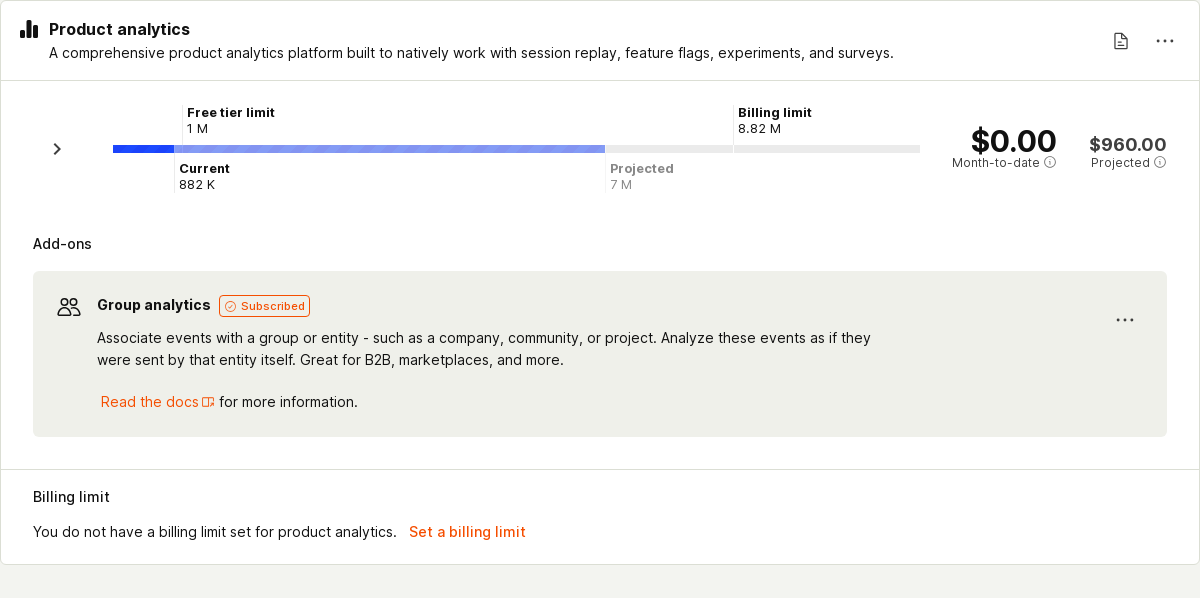 Product analytics
A comprehensive product analytics platform built to natively work with session replay, feature flags, experiments, and surveys.
Free tier limit
1 M
Billing limit
8.82 M
Current
882 K
Projected
7 M
$0.00
Month-to-date
$960.00
Projected
Add-ons
Group analytics Subscribed
Associate events with a group or entity - such as a company, community, or project. Analyze these events as if they
were sent by that entity itself. Great for B2B, marketplaces, and more.
Read the docs for more information.
Billing limit
You do not have a billing limit set for product analytics. Set a billing limit